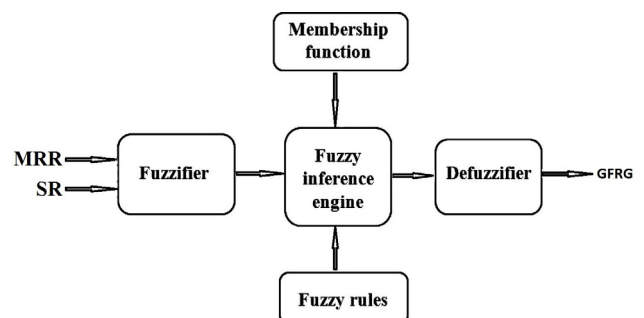 Membership
function
MRR
SR
Fuzzifier
Fuzzy
inference
engine
Defuzzifier
GFRG
Fuzzy rules